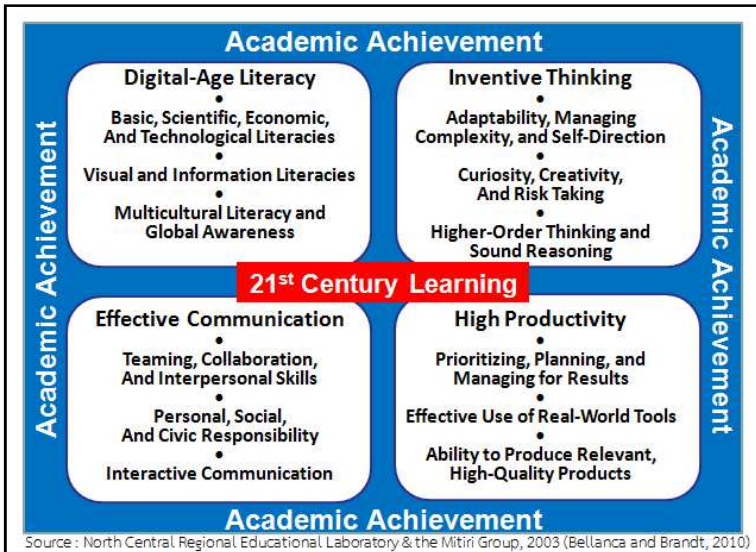 Academic Achievement
Academic Achievement
Digital-Age Literacy
•
Basic, Scientific, Economic,
And Technological Literacies
•
Visual and Information Literacies
•
Multicultural Literacy and
Global Awareness
Inventive Thinking
•
Adaptability, Managing
Complexity, and Self-Direction
•
Curiosity, Creativity,
And Risk Taking
•
Higher-Order Thinking and
Sound Reasoning
Academic Achievement
21st Century Learning
Effective Communication
•
Teaming, Collaboration,
And Interpersonal Skills
•
Personal, Social,
And Civic Responsibility
•
Interactive Communication
High Productivity
•
Prioritizing, Planning, and
Managing for Results
•
Effective Use of Real-World Tools
•
Ability to Produce Relevant,
High-Quality Products
Academic Achievement
Source : North Central Regional Educational Laboratory & the Mitiri Group, 2003 (Bellanca and Brandt, 2010)